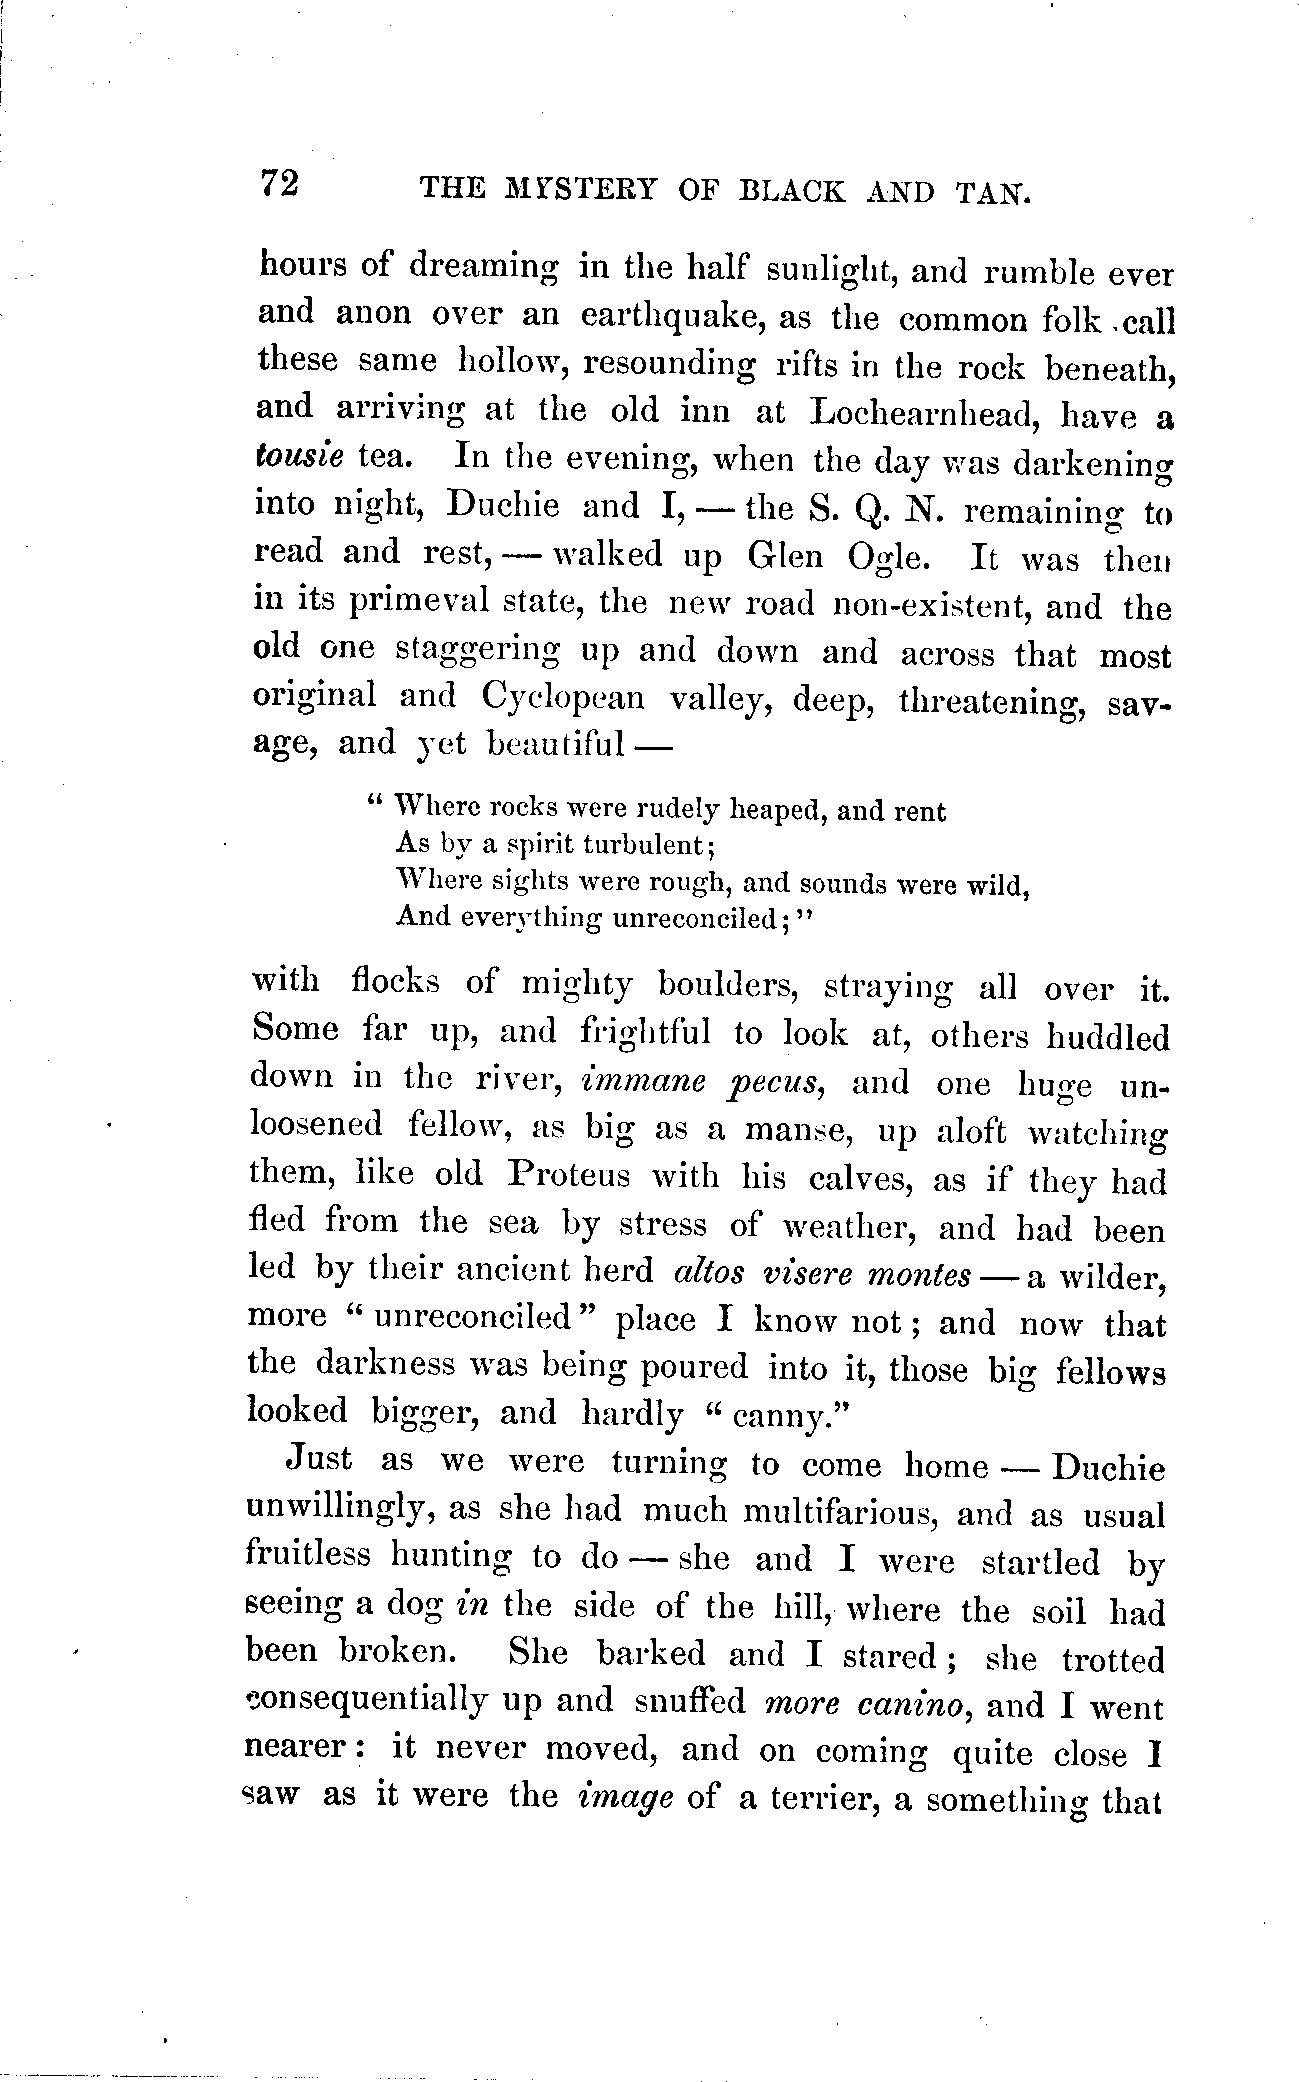 72 THE MYSTERY OF BLACK AND TAN.
hours of dreaming in the half sunlight, and rumble ever
and anon over an earthquake, as the common folk call
these same hollow, resounding rifts in the rock beneath,
and arriving at the old inn at Lochearnhead, have a
tousie tea. In the evening, when the day was darkening
into night, Duchie and I, — the S. Q. N. remaining to
read and rest, — walked up Glen Ogle. It was then
in its primeval state, the new road non-existent, and the
old one staggering up and down and across that most
original and Cyclopean valley, deep, threatening, sav-
age, and yet beautiful —
“ Where rocks were rudely heaped, and rent
As by a spirit turbulent;
Where sights were rough, and sounds were wild,
And everything unreconciled;”
with flocks of mighty boulders, straying all over it.
Some far up, and frightful to look at, others huddled
down in the river, immane pecus, and one huge un-
loosened fellow, as big as a manse, up aloft watching
them, like old Proteus with his calves, as if they had
fled from the sea by stress of weather, and had been
led by their ancient herd altos visere montes — a wilder,
more “ unreconciled” place I know not ; and now that
the darkness was being poured into it, those big fellows
looked bigger, and hardly “ canny.”
Just as we were turning to come home — Duchie
unwillingly, as she had much multifarious, and as usual
fruitless hunting to do — she and I were startled by
seeing a dog in the side of the hill, where the soil had
been broken. She barked and I stared ; she trotted
consequentially up and snuffed more canino, and I went
nearer : it never moved, and on coming quite close I
saw as it were the image of a terrier, a something that